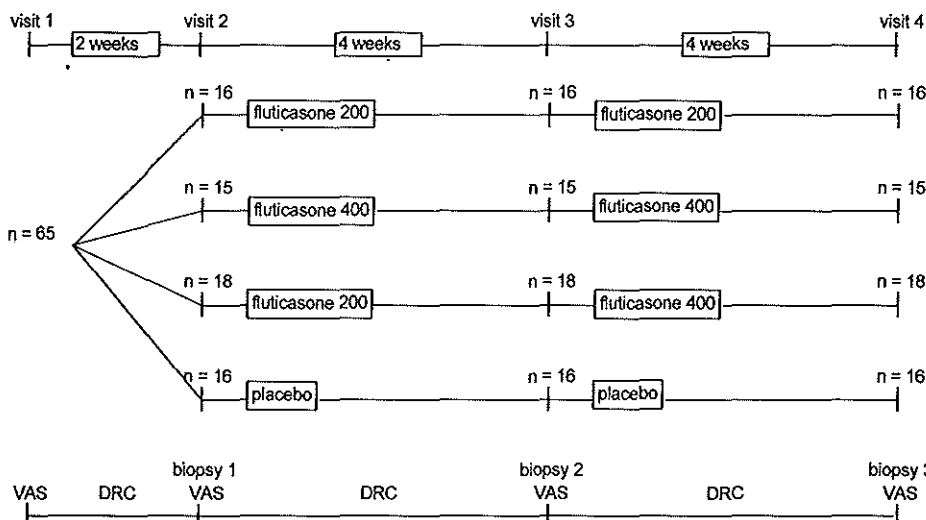 visit 1 visit 2 visit 3 visit 4
2 weeks 4 weeks 4 weeks
n = 16 n = 16 n = 16
fluticasone 200 fluticasone 200
n = 15 n = 15 n = 15
fluticasone 400 fluticasone 400
n = 65
n = 18 n = 18 n = 18
fluticasone 200 fluticasone 400
n = 16 n = 16 n = 16
placebo placebo
biopsy 1 biopsy 2 biopsy 3
VAS DRC VAS DRC VAS DRC VAS